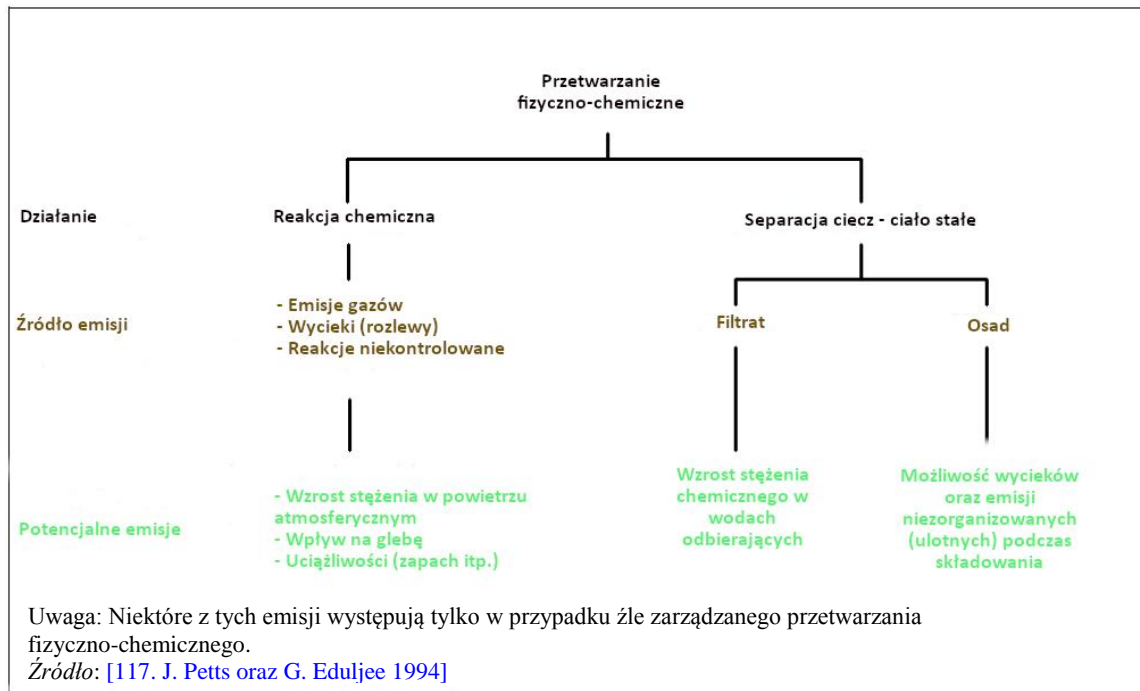 Przetwarzanie
fizyczno-chemiczne
Działanie
Reakcja chemiczna
Separacja ciecz - ciało stałe
Źródło emisji
- Emisje gazów
- Wycieki (rozlewy)
- Reakcje niekontrolowane
Filtrat
Osad
Potencjalne emisje
- Wzrost stężenia w powietrzu
atmosferycznym
- Wpływ na glebę
- Uciążliwości (zapach itp.)
Wzrost stężenia
chemicznego w
wodach
odbierających
Możliwość wycieków
oraz emisji
niezorganizowanych
(ulotnych) podczas
składowania
Uwaga: Niektóre z tych emisji występują tylko w przypadku źle zarządzanego przetwarzania
fizyczno-chemicznego.
Źródło: [117. J. Petts oraz G. Eduljee 1994]